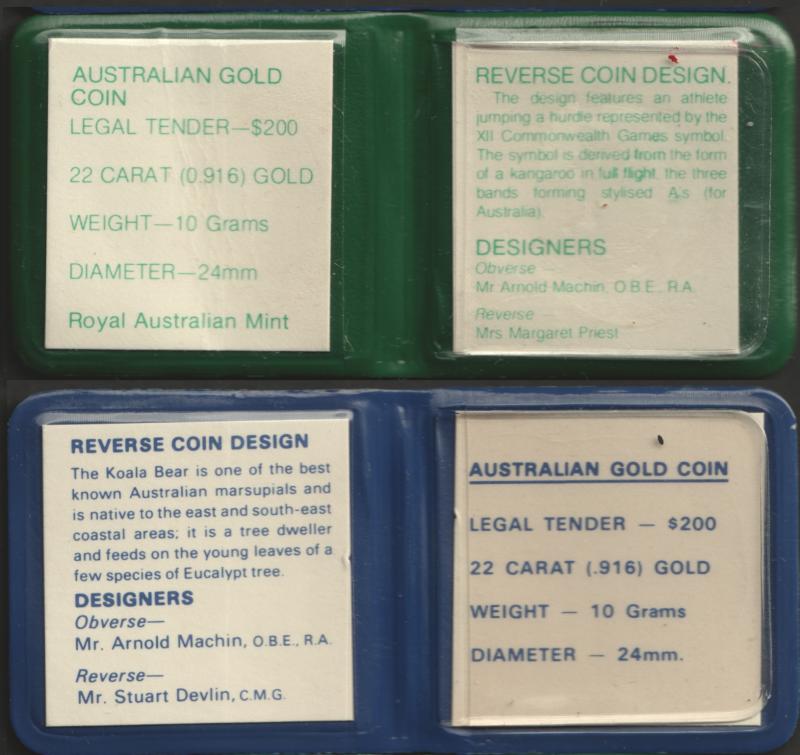 AUSTRALIAN GOLD
COIN
LEGAL TENDER—$200
22 CARAT (0.916) GOLD
WEIGHT—10 Grams
DIAMETER—24mm
Royal Australian Mint
REVERSE COIN DESIGN.
The design features an athlete
jumping a hurdle represented by the
XII Commonwealth Games symbol.
The symbol is derived from the form
of a kangaroo in full flight, the three
bands forming stylised A's (for
Australia).
DESIGNERS
Obverse—
Mr Arnold Machin, O.B.E., R.A.
Reverse
Mrs Margaret Priest
REVERSE COIN DESIGN
The Koala Bear is one of the best
known Australian marsupials and
is native to the east and south-east
coastal areas; it is a tree dweller
and feeds on the young leaves of a
few species of Eucalypt tree.
DESIGNERS
Obverse—
Mr. Arnold Machin, O.B.E., R.A.
Reverse—
Mr. Stuart Devlin, C.M.G.
AUSTRALIAN GOLD COIN
LEGAL TENDER — $200
22 CARAT (.916) GOLD
WEIGHT — 10 Grams
DIAMETER — 24mm.